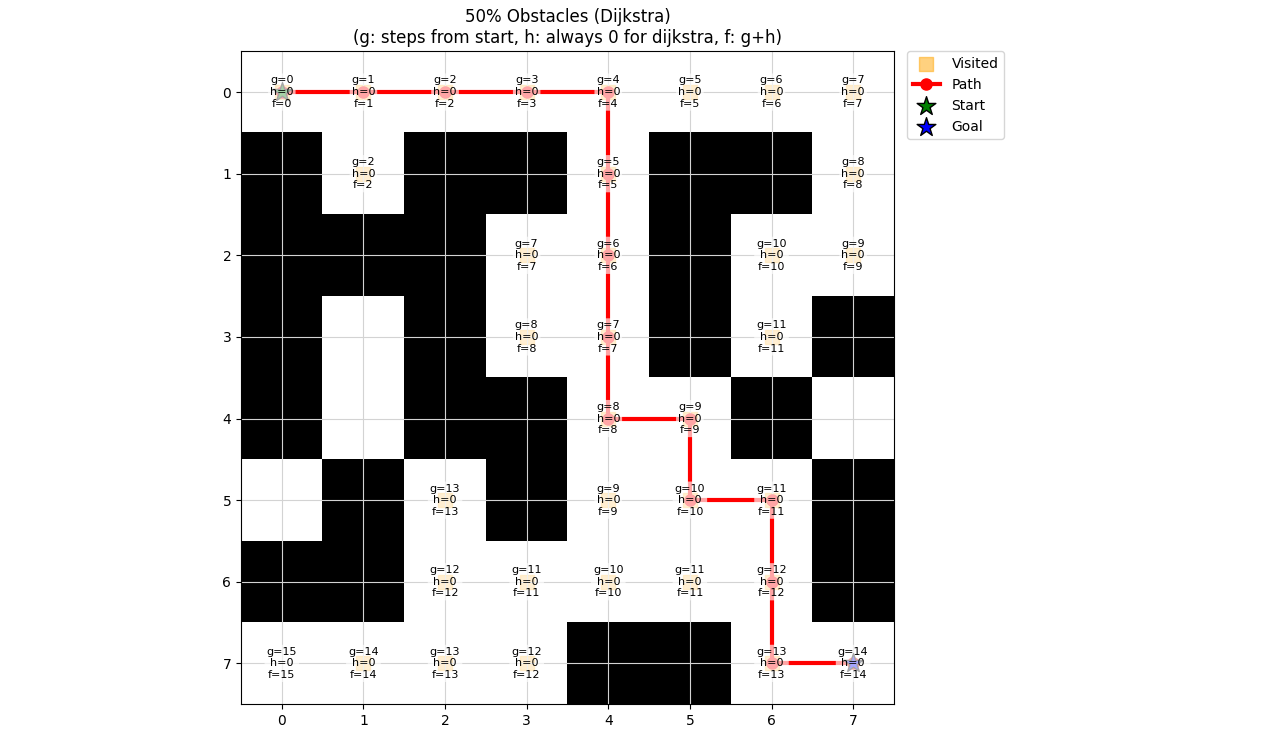 50% Obstacles (Dijkstra)
(g: steps from start, h: always 0 for dijkstra, f: g+h)
Visited
Path
Start
Goal
0
g=0 g=1 g=2 g=3 g=4 g=5 g=6 g=7
h=0 h=0 h=0 h=0 h=0 h=0 h=0 h=0
f=0 f=1 f=2 f=3 f=4 f=5 f=6 f=7
1
g=2 g=5 g=8
h=0 h=0 h=0
f=2 f=5 f=8
2
g=7 g=6 g=10 g=9
h=0 h=0 h=0 h=0
f=7 f=6 f=10 f=9
3
g=8 g=7 g=11
h=0 h=0 h=0
f=8 f=7 f=11
4
g=8 g=9
h=0 h=0
f=8 f=9
5
g=13 g=9 g=10 g=11
h=0 h=0 h=0 h=0
f=13 f=9 f=10 f=11
6
g=12 g=11 g=10 g=11 g=12
h=0 h=0 h=0 h=0 h=0
f=12 f=11 f=10 f=11 f=12
7
g=15 g=14 g=13 g=12 g=13 g=14
h=0 h=0 h=0 h=0 h=0 h=0
f=15 f=14 f=13 f=12 f=13 f=14
0 1 2 3 4 5 6 7